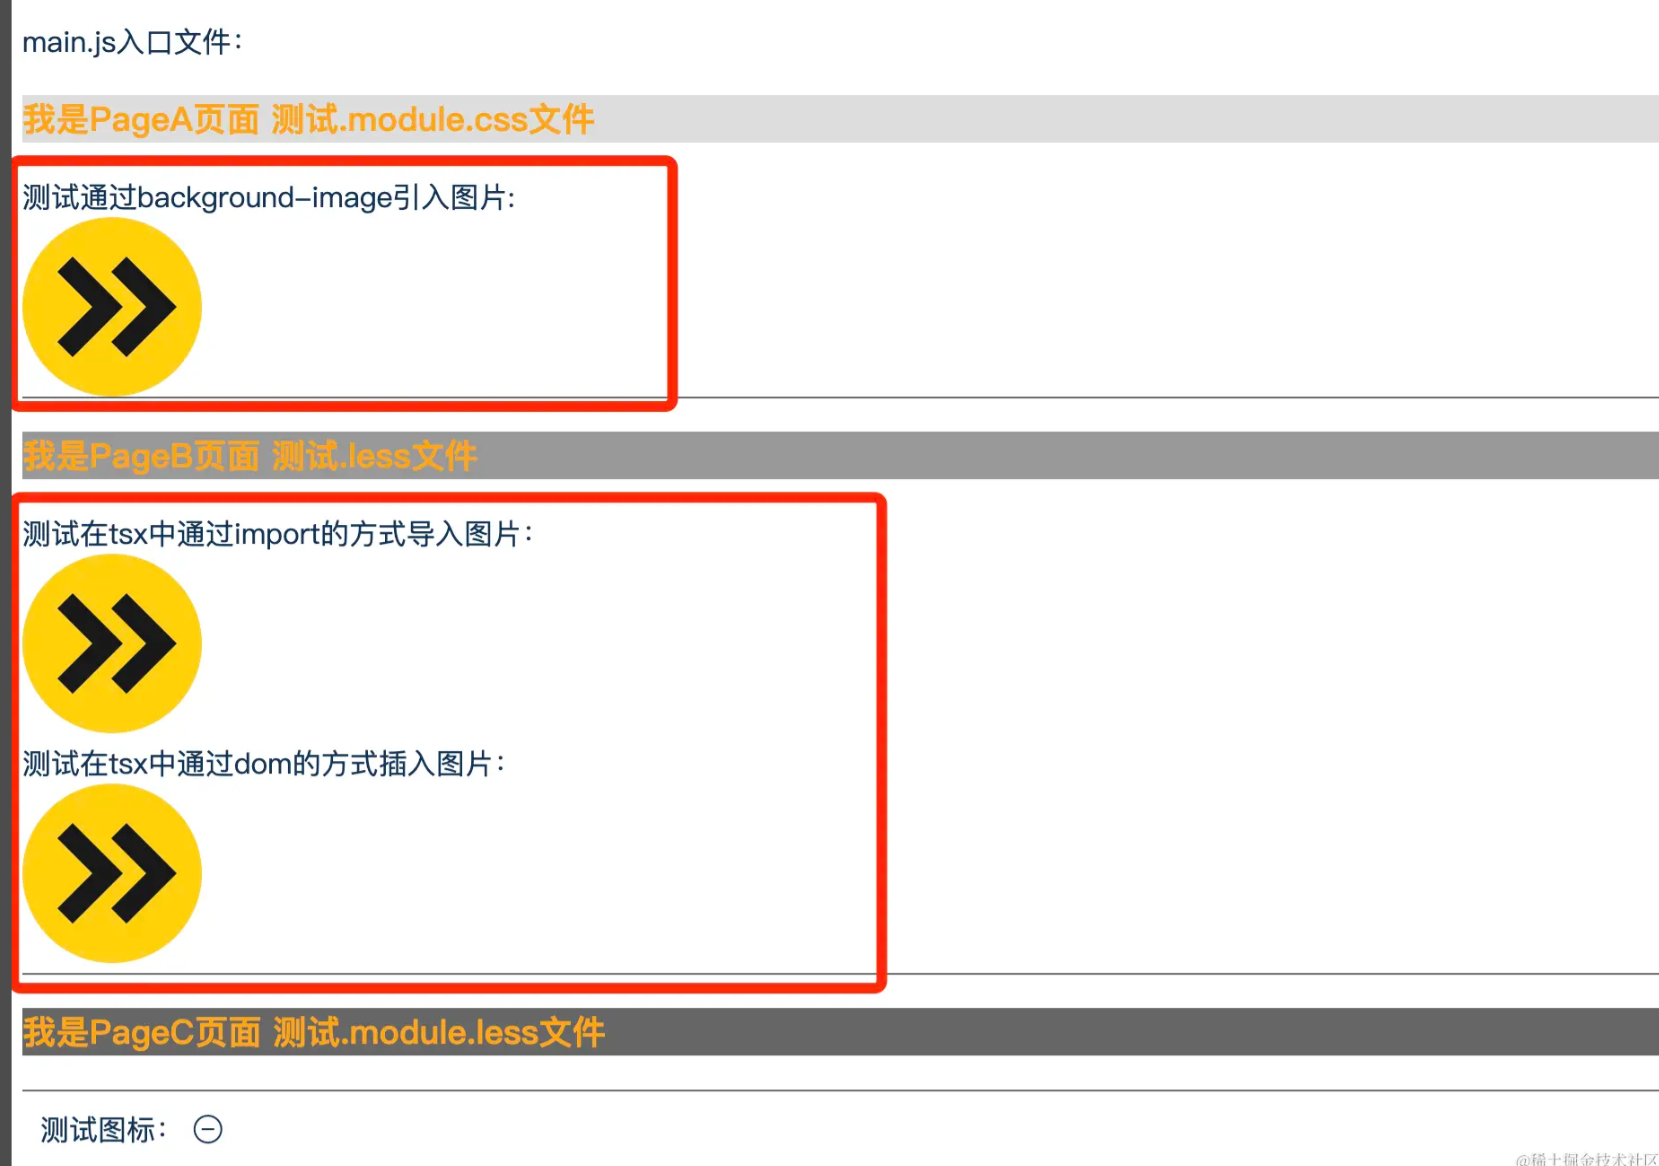 main.js入口文件：
我是PageA页面 测试.module.css文件
测试通过background-image引入图片:
我是PageB页面 测试.less文件
测试在tsx中通过import的方式导入图片：
测试在tsx中通过dom的方式插入图片：
我是PageC页面 测试.module.less文件
测试图标：
@稀土掘金技术社区